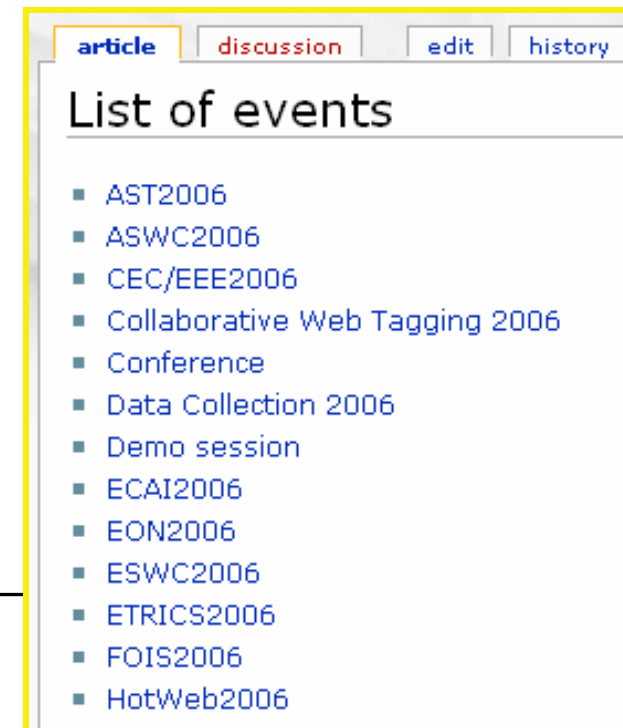 article discussion edit history
List of events
AST2006
ASWC2006
CEC/EEE2006
Collaborative Web Tagging 2006
Conference
Data Collection 2006
Demo session
ECAI2006
EON2006
ESWC2006
ETRICS2006
FOIS2006
HotWeb2006